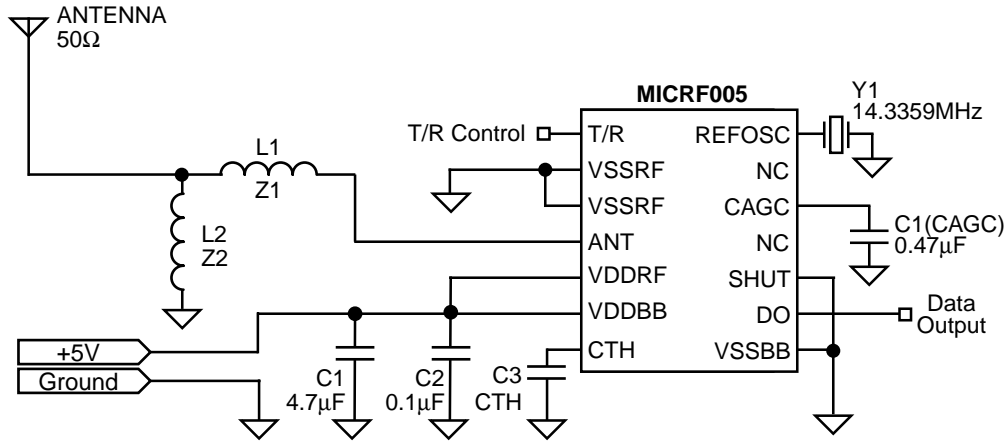 ANTENNA
50Ω
L1
Z1
L2
Z2
+5V
Ground
C1
4.7µF
C2
0.1µF
C3
CTH
T/R Control
MICRF005
T/R
VSSRF
VSSRF
ANT
VDDRF
VDDBB
CTH
REFOSC
NC
CAGC
NC
SHUT
DO
VSSBB
Y1
14.3359MHz
C1(CAGC)
0.47µF
Data
Output